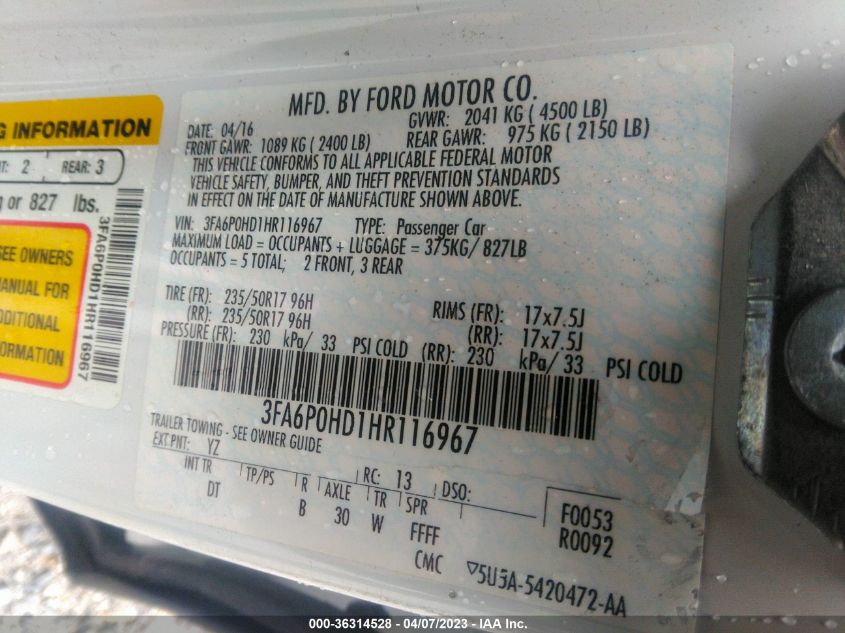 G INFORMATION
NT: 2 REAR: 3
g or 827 lbs.
SEE OWNERS
MANUAL FOR
ADDITIONAL
INFORMATION
3FA6P0HD1HR116967
MFD. BY FORD MOTOR CO.
DATE: 04/16 GVWR: 2041 KG ( 4500 LB)
FRONT GAWR: 1089 KG ( 2400 LB) REAR GAWR: 975 KG ( 2150 LB)
THIS VEHICLE CONFORMS TO ALL APPLICABLE FEDERAL MOTOR
VEHICLE SAFETY, BUMPER, AND THEFT PREVENTION STANDARDS
IN EFFECT ON THE DATE OF MANUFACTURE SHOWN ABOVE.
VIN: 3FA6P0HD1HR116967 TYPE: Passenger Car
MAXIMUM LOAD = OCCUPANTS + LUGGAGE = 375KG/ 827LB
OCCUPANTS = 5 TOTAL; 2 FRONT, 3 REAR
TIRE (FR): 235/50R17 96H RIMS (FR): 17x7.5J
(RR): 235/50R17 96H (RR): 17x7.5J
PRESSURE (FR): 230 kPa/ 33 PSI COLD (RR): 230 kPa/ 33 PSI COLD
3FA6P0HD1HR116967
TRAILER TOWING - SEE OWNER GUIDE
EXT PNT: YZ RC: 13 DSO:
INT TR TP/PS R AXLE TR SPR
DT B 30 W FFFF
F0053
R0092
CMC
5U5A-5420472-AA
000-36314528 - 04/07/2023 - © IAA Holdings, LLC